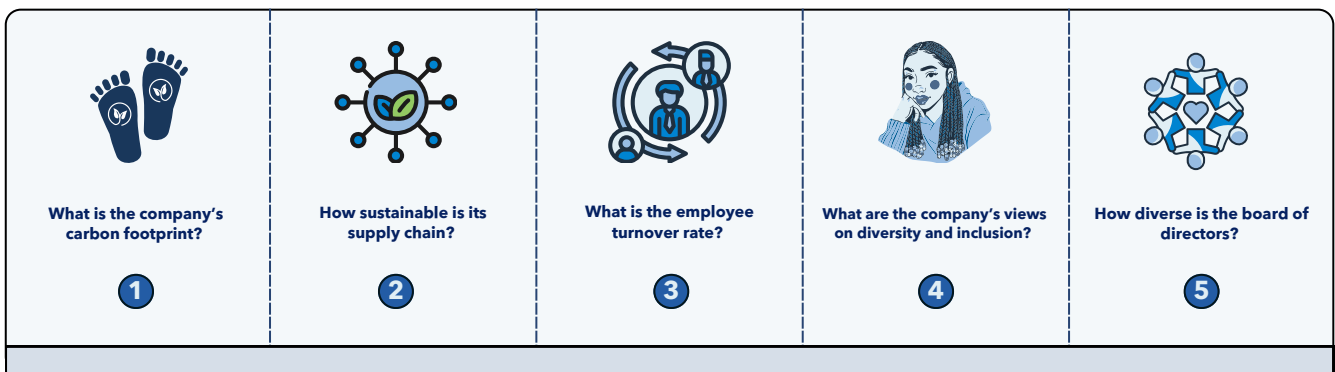 What is the company's
carbon footprint?
1
How sustainable is its
supply chain?
2
What is the employee
turnover rate?
3
What are the company's views
on diversity and inclusion?
4
How diverse is the board of
directors?
5